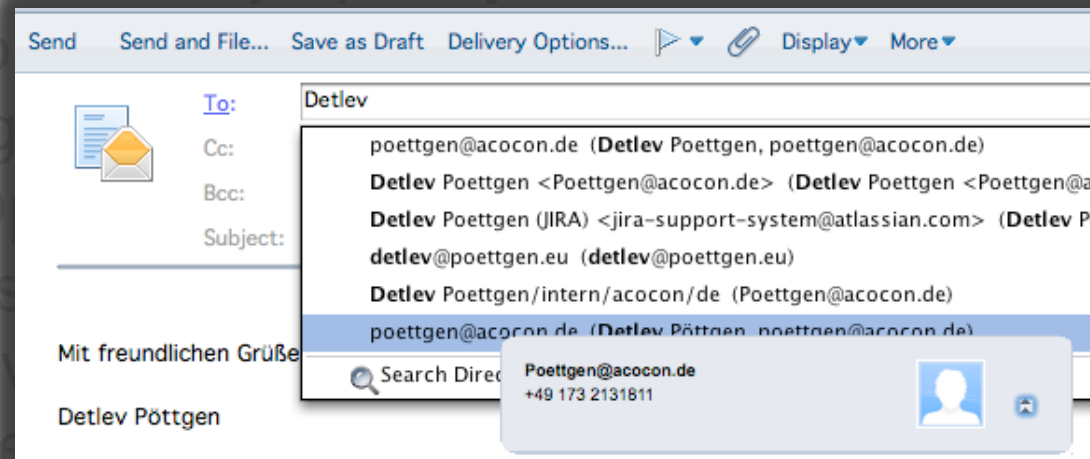 Send Send and File... Save as Draft Delivery Options... Display More
To: Detlev
Cc:
Bcc:
Subject:
poettgen@acocon.de (Detlev Poettgen, poettgen@acocon.de)
Detlev Poettgen <Poettgen@acocon.de> (Detlev Poettgen <Poettgen@a
Detlev Poettgen (JIRA) <jira-support-system@atlassian.com> (Detlev P
detlev@poettgen.eu (detlev@poettgen.eu)
Detlev Poettgen/intern/acocon/de (Poettgen@acocon.de)
poettgen@acocon.de (Detlev Pöttgen, poettgen@acocon.de)
Search Direc
Poettgen@acocon.de
+49 173 2131811
Mit freundlichen Grüße
Detlev Pöttgen